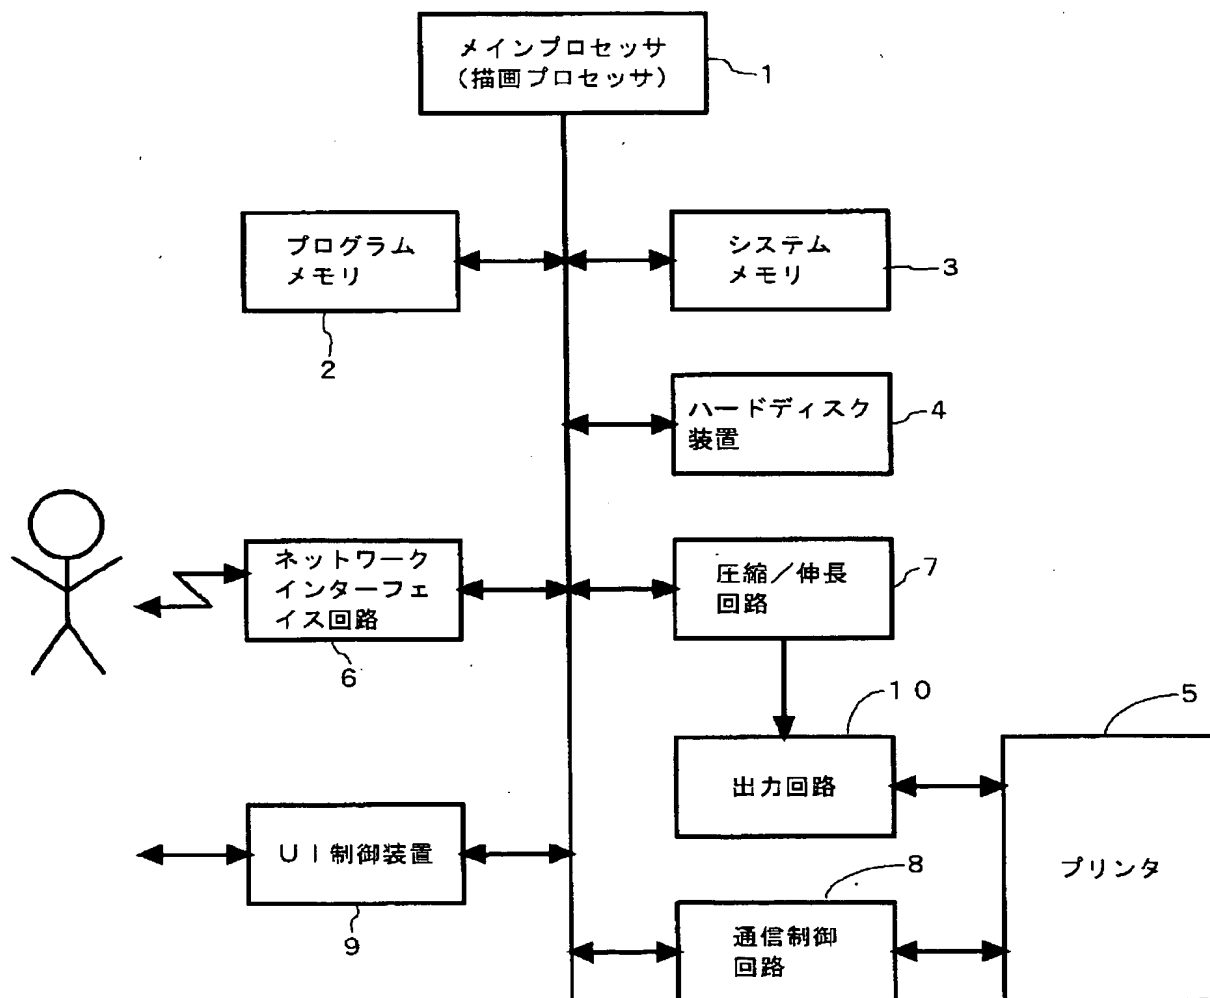 メインプロセッサ
(描画プロセッサ)
1
プログラム
メモリ
2
システム
メモリ
3
ハードディスク
装置
4
ネットワーク
インターフェ
イス回路
6
圧縮/伸長
回路
7
10
出力回路
5
プリンタ
UI制御装置
9
8
通信制御
回路